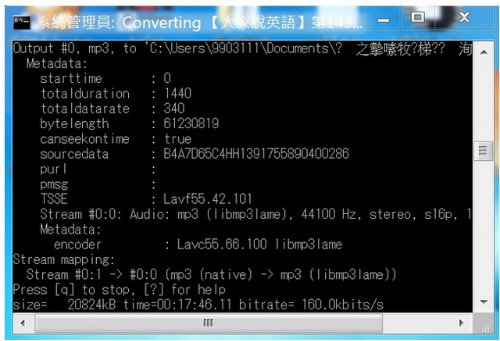 系統管理員: Converting 【大家說英語】第143...
Output #0, mp3, to 'C:\Users\9903111\Documents\?  之擊嗉牧?梯??  洵
Metadata:
starttime : 0
totalduration : 1440
totaldatarate : 340
bytelength : 61230819
canseekontime : true
sourcedata : B4A7D65C4HH1391755890400286
purl :
pmsg :
TSSE : Lavf55.42.101
Stream #0:0: Audio: mp3 (libmp3lame), 44100 Hz, stereo, s16p, 1
Metadata:
encoder : Lavc55.66.100 libmp3lame
Stream mapping:
Stream #0:1 -> #0:0 (mp3 (native) -> mp3 (libmp3lame))
Press [q] to stop, [?] for help
size= 20824kB time=00:17:46.11 bitrate= 160.0kbits/s